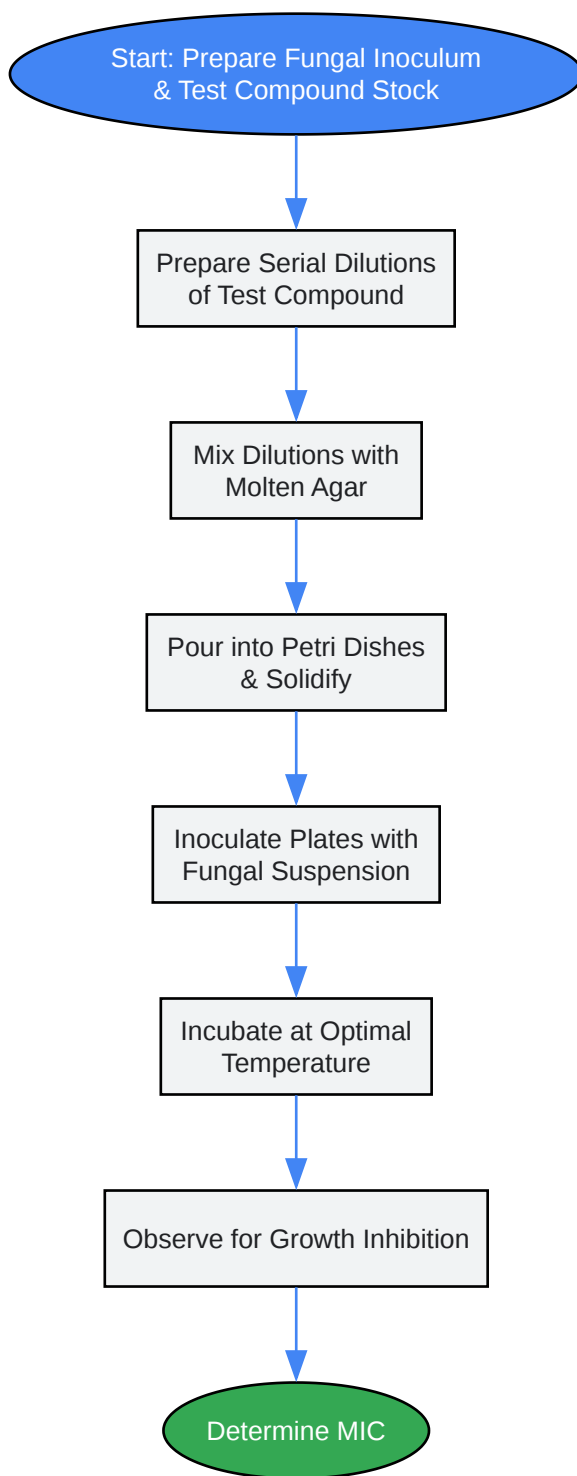 Start: Prepare Fungal Inoculum
& Test Compound Stock
Prepare Serial Dilutions
of Test Compound
Mix Dilutions with
Molten Agar
Pour into Petri Dishes
& Solidify
Inoculate Plates with
Fungal Suspension
Incubate at Optimal
Temperature
Observe for Growth Inhibition
Determine MIC